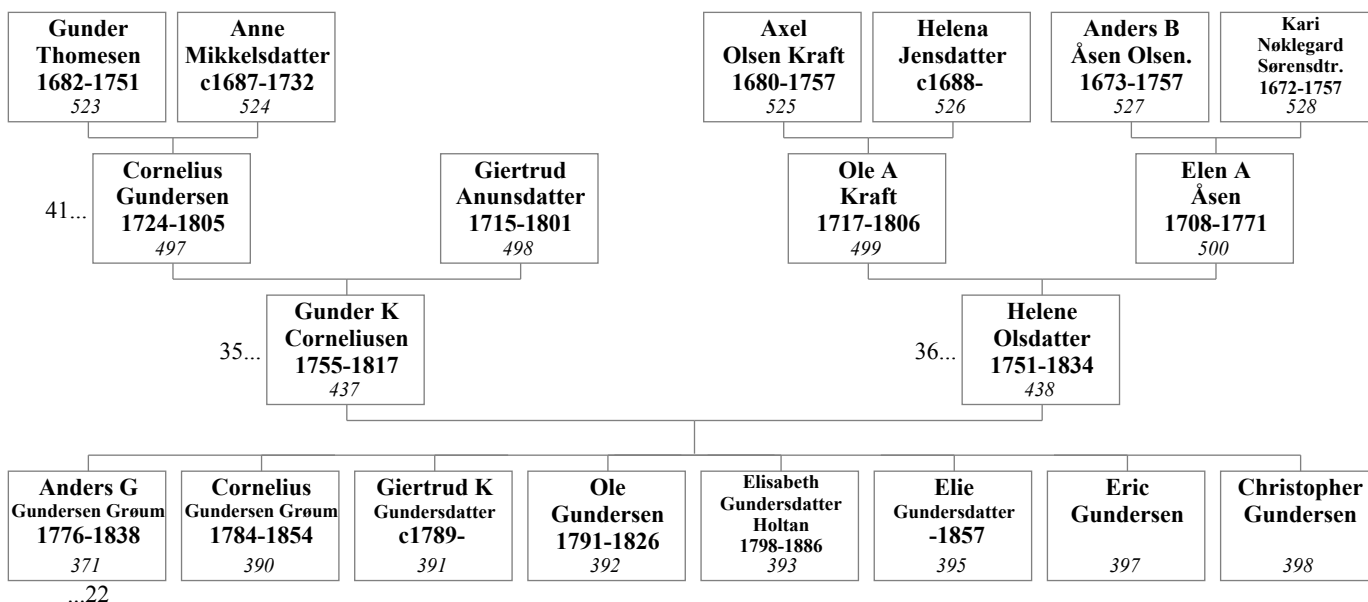 Gunder
Thomesen
1682-1751
523
Anne
Mikkelsdatter
c1687-1732
524
Axel
Olsen Kraft
1680-1757
525
Helena
Jensdatter
c1688-
526
Anders B
Åsen Olsen.
1673-1757
527
Kari
Nøklegard
Sørensdtr.
1672-1757
528
41...
Cornelius
Gundersen
1724-1805
497
Giertrud
Anunsdatter
1715-1801
498
Ole A
Kraft
1717-1806
499
Elen A
Åsen
1708-1771
500
35...
Gunder K
Corneliusen
1755-1817
437
36...
Helene
Olsdatter
1751-1834
438
Anders G
Gundersen Grøum
1776-1838
371
Cornelius
Gundersen Grøum
1784-1854
390
Giertrud K
Gundersdatter
c1789-
391
Ole
Gundersen
1791-1826
392
Elisabeth
Gundersdatter
Holtan
1798-1886
393
Elie
Gundersdatter
-1857
395
Eric
Gundersen
397
Christopher
Gundersen
398
...22